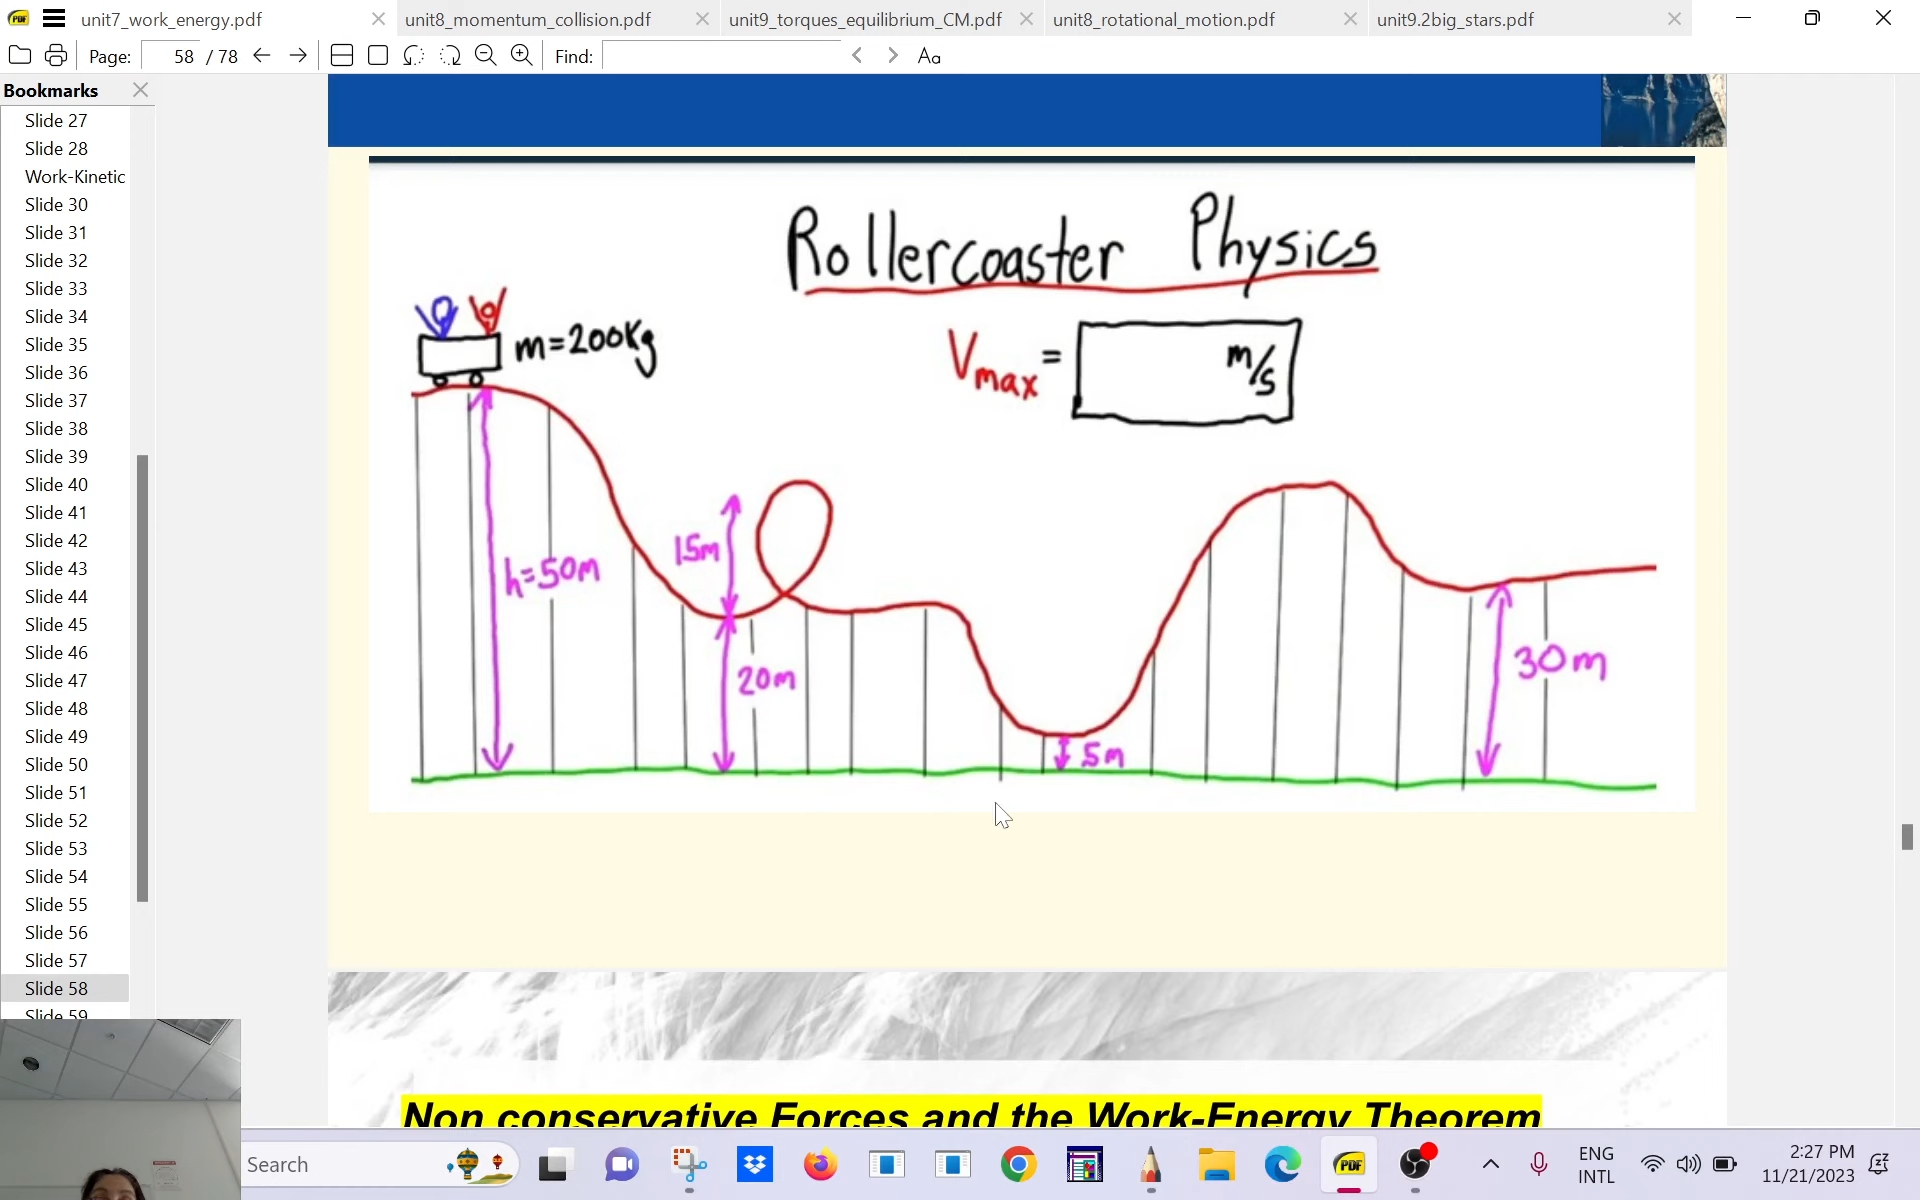 unit7_work_energy.pdf
unit8_momentum_collision.pdf
unit9_torques_equilibrium_CM.pdf
unit8_rotational_motion.pdf
unit9.2big_stars.pdf
Page: 58 / 78
Find:
Aa
Bookmarks
Slide 27
Slide 28
Work-Kinetic
Slide 30
Slide 31
Slide 32
Slide 33
Slide 34
Slide 35
Slide 36
Slide 37
Slide 38
Slide 39
Slide 40
Slide 41
Slide 42
Slide 43
Slide 44
Slide 45
Slide 46
Slide 47
Slide 48
Slide 49
Slide 50
Slide 51
Slide 52
Slide 53
Slide 54
Slide 55
Slide 56
Slide 57
Slide 58
Slide 59
Rollercoaster Physics
m=200Kg
Vmax = m/s
h=50m
15m
20m
5m
30m
Non conservative Forces and the Work-Energy Theorem
Search
PDF
ENG
INTL
2:27 PM
11/21/2023